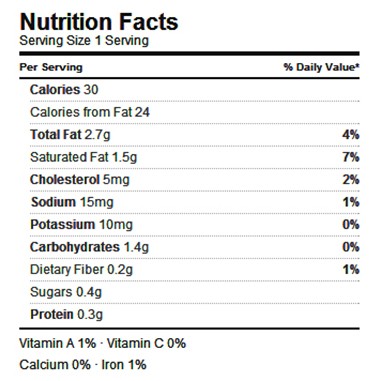 Nutrition Facts
Serving Size 1 Serving
Per Serving % Daily Value*
Calories 30
Calories from Fat 24
Total Fat 2.7g 4%
Saturated Fat 1.5g 7%
Cholesterol 5mg 2%
Sodium 15mg 1%
Potassium 10mg 0%
Carbohydrates 1.4g 0%
Dietary Fiber 0.2g 1%
Sugars 0.4g
Protein 0.3g
Vitamin A 1% · Vitamin C 0%
Calcium 0% · Iron 1%